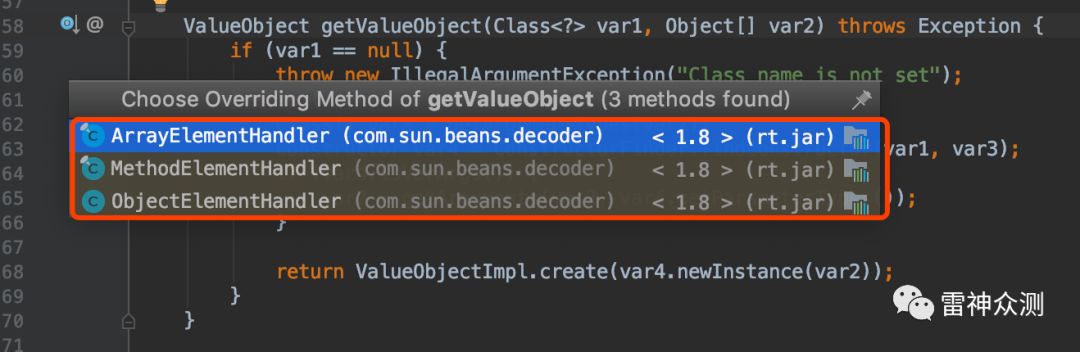 57
58 ValueObject getValueObject(Class<?> var1, Object[] var2) throws Exception {
59 if (var1 == null) {
60 throw new IllegalArgumentException("Class name is not set");
61 Choose Overriding Method of getValueObject (3 methods found)
62 ArrayElementHandler (com.sun.beans.decoder) < 1.8 > (rt.jar)
63 var1, var3);
64 MethodElementHandler (com.sun.beans.decoder) < 1.8 > (rt.jar)
65 ObjectElementHandler (com.sun.beans.decoder) < 1.8 > (rt.jar) );
66 }
67
68 return ValueObjectImpl.create(var4.newInstance(var2));
69 }
70 }
71
雷神众测